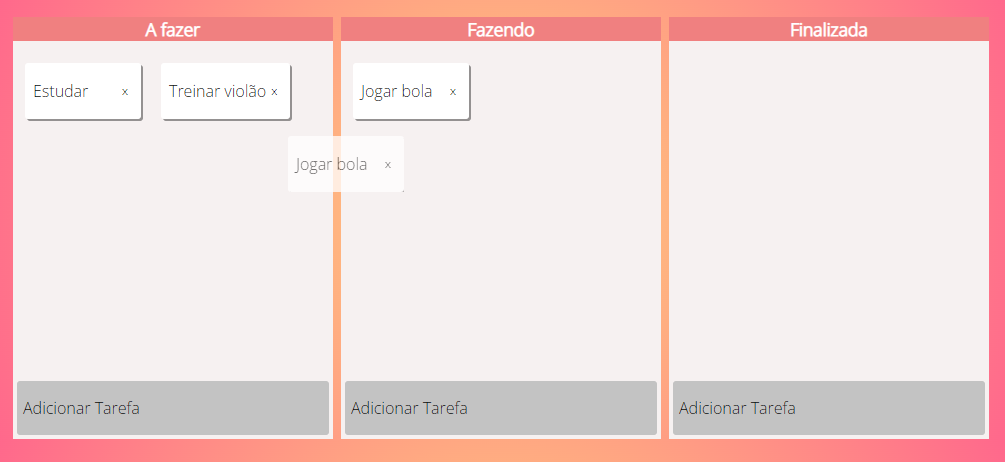 A fazer
Fazendo
Finalizada
Estudar x
Treinar violão x
Jogar bola x
Jogar bola x
Adicionar Tarefa
Adicionar Tarefa
Adicionar Tarefa